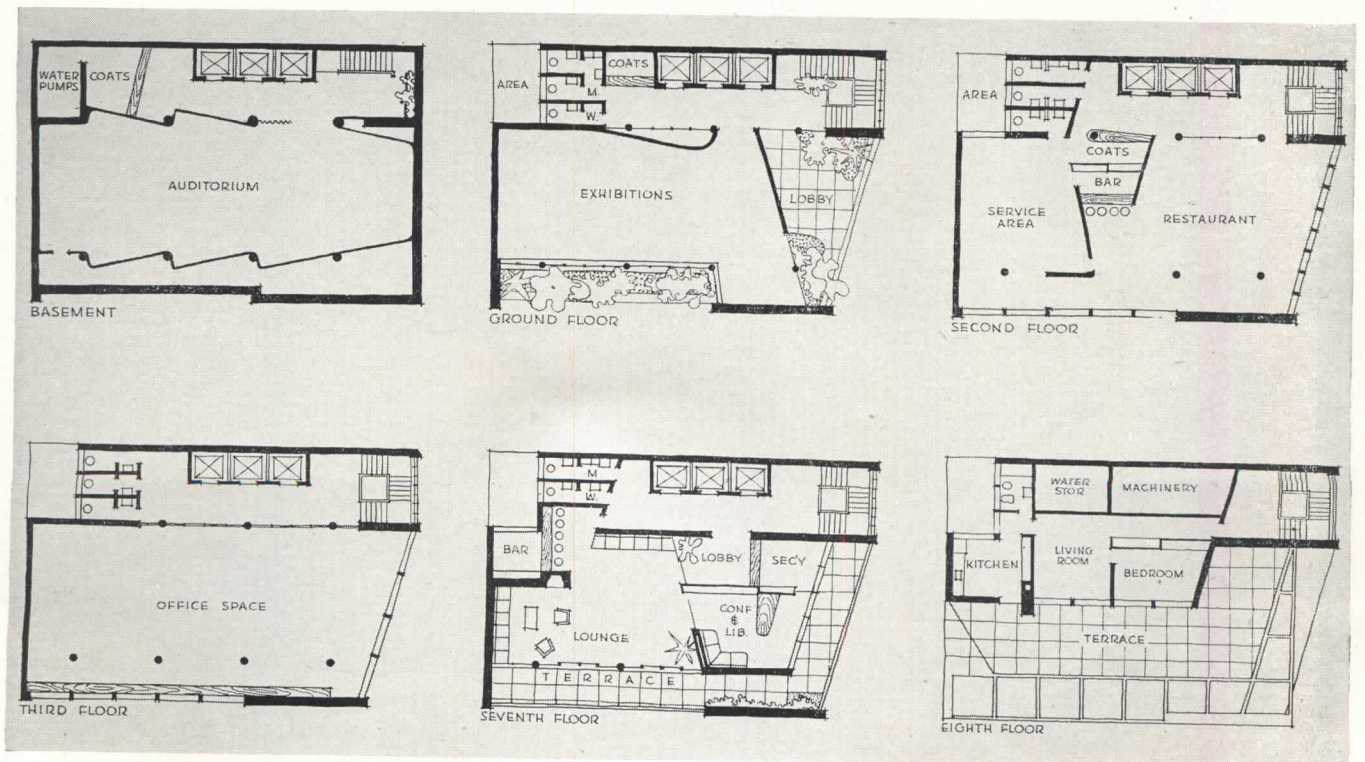 WATER
PUMPS
COATS
AUDITORIUM
BASEMENT
AREA
COATS
M.
W.
EXHIBITIONS
LOBBY
GROUND FLOOR
AREA
COATS
BAR
SERVICE
AREA
RESTAURANT
SECOND FLOOR
OFFICE SPACE
THIRD FLOOR
M
W.
BAR
LOBBY
SEC'Y
CONF
&
LIB.
LOUNGE
TERRACE
SEVENTH FLOOR
WATER
STOR
MACHINERY
KITCHEN
LIVING
ROOM
BEDROOM
TERRACE
EIGHTH FLOOR